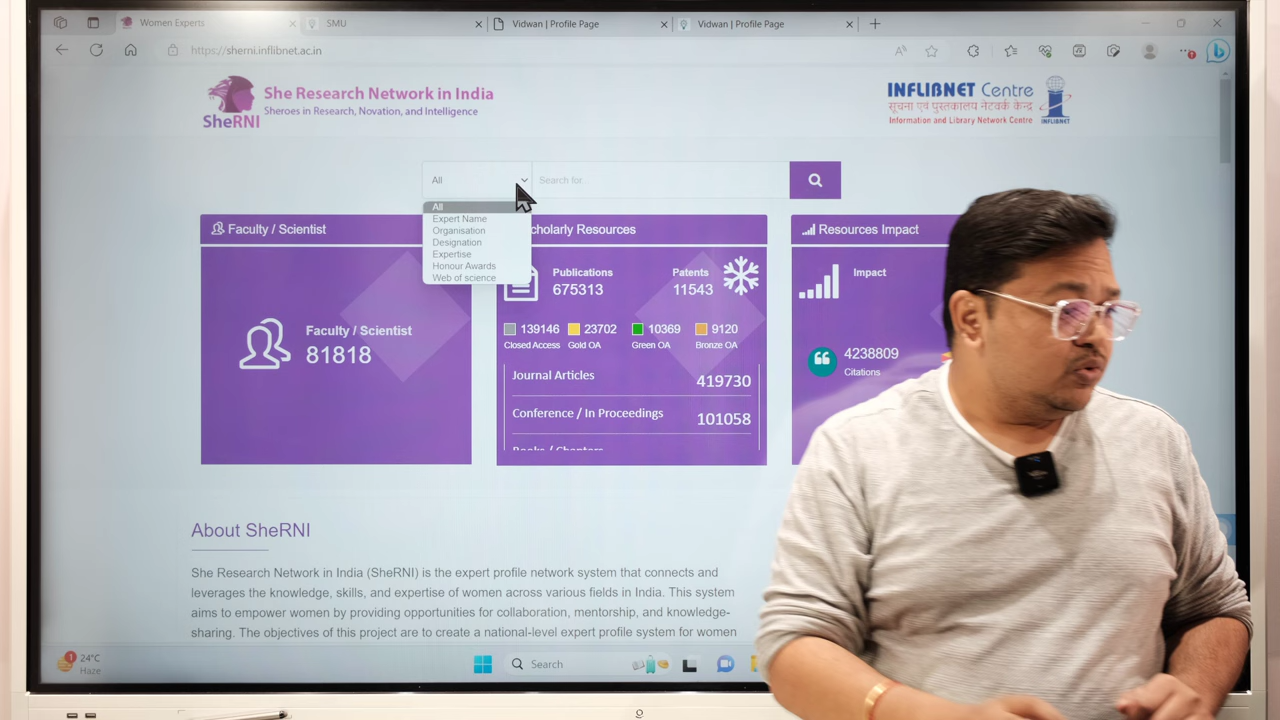 Women Experts
SMU
Vidwan | Profile Page
Vidwan | Profile Page
https://sherni.inflibnet.ac.in
SheRNI
She Research Network in India
Sheroes in Research, Novation, and Intelligence
INFLIBNET Centre
सूचना एवं पुस्तकालय नेटवर्क केन्द्र
Information and Library Network Centre
INFLIBNET
All
Search for...
All
Expert Name
Organisation
Designation
Expertise
Honour Awards
Web of science
Faculty / Scientist
Faculty / Scientist
81818
cholarly Resources
Publications
675313
Patents
11543
139146
Closed Access
23702
Gold OA
10369
Green OA
9120
Bronze OA
Journal Articles
419730
Conference / In Proceedings
101058
Resources Impact
Impact
4238809
Citations
About SheRNI
She Research Network in India (SheRNI) is the expert profile network system that connects and
leverages the knowledge, skills, and expertise of women across various fields in India. This system
aims to empower women by providing opportunities for collaboration, mentorship, and knowledge-
sharing. The objectives of this project are to create a national-level expert profile system for women
1
24°C
Haze
Search